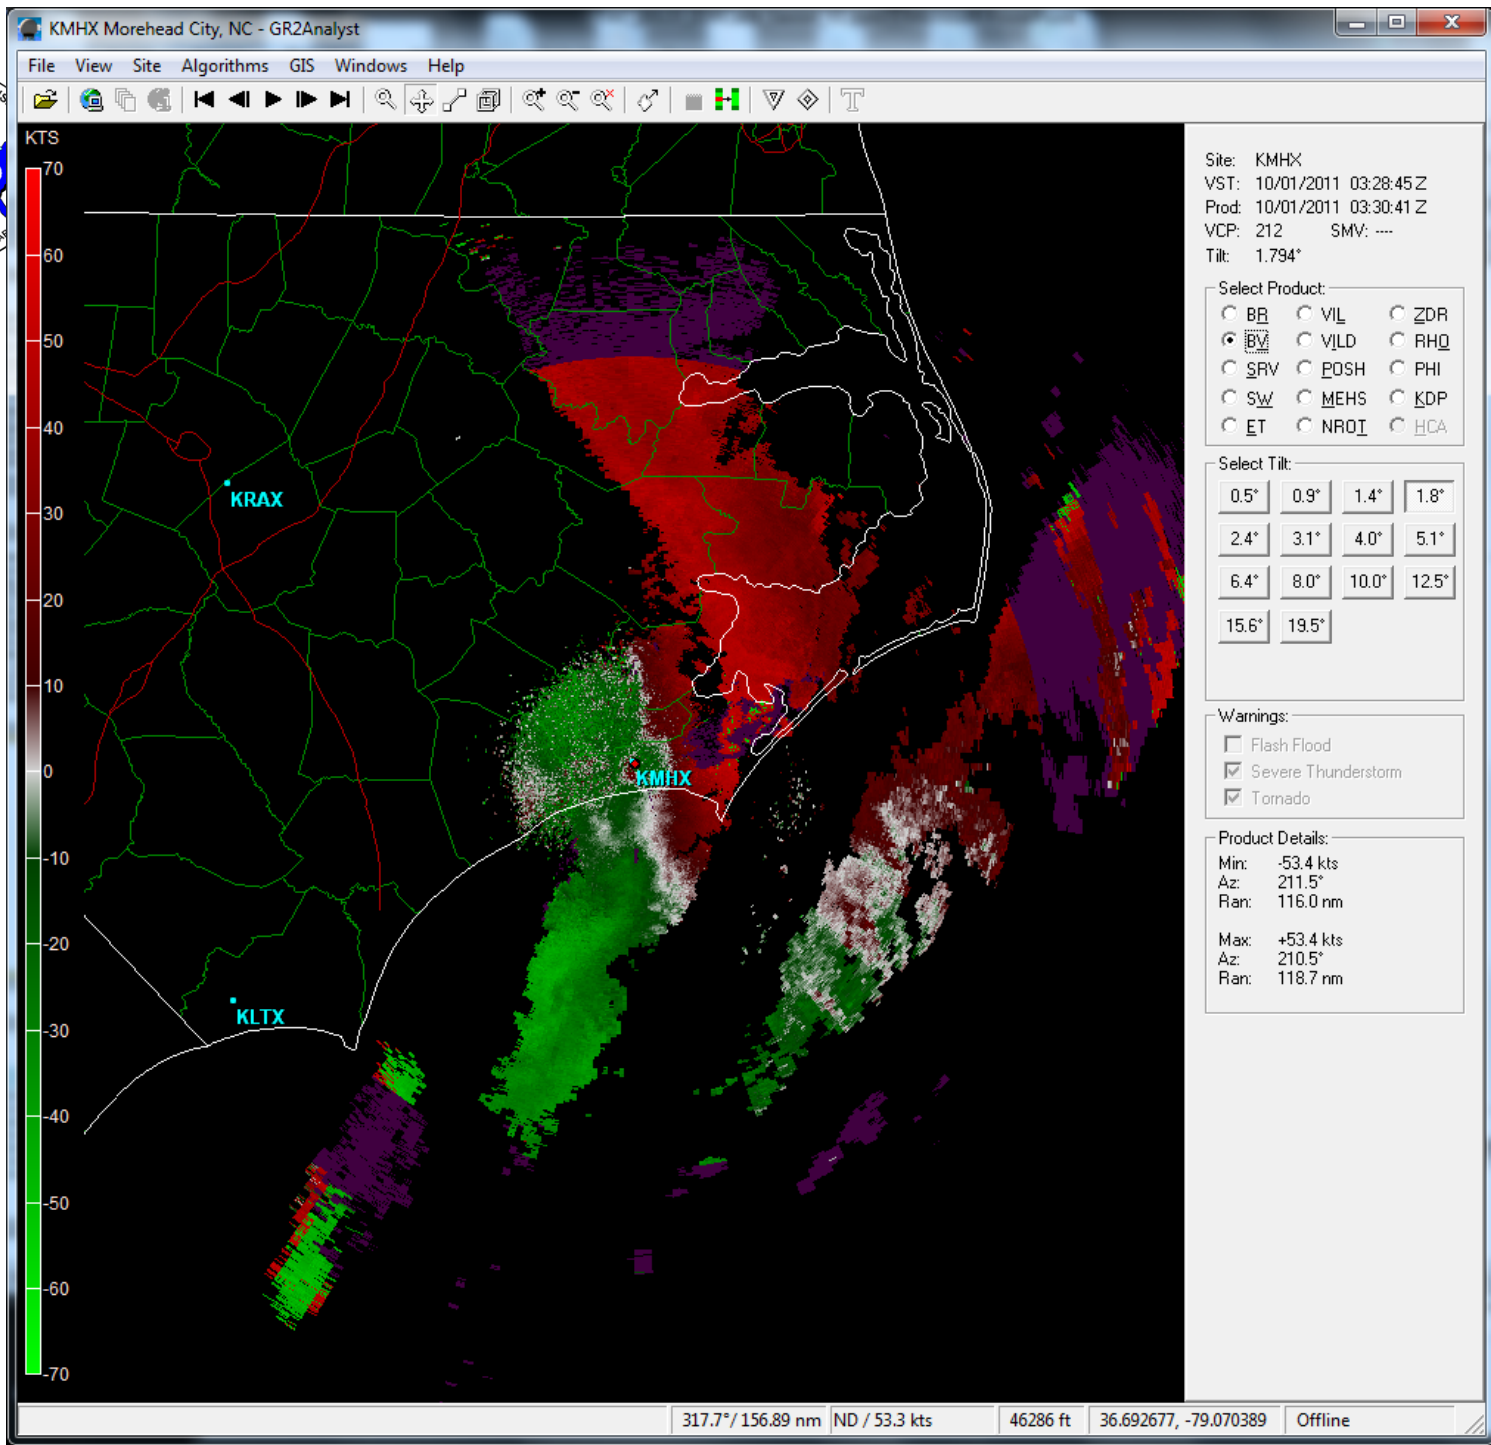 KMHX Morehead City, NC - GR2Analyst
File View Site Algorithms GIS Windows Help
KTS
70
60
50
40
30
20
10
0
-10
-20
-30
-40
-50
-60
-70
KRAX
KMHX
KLTX
Site: KMHX
VST: 10/01/2011 03:28:45 Z
Prod: 10/01/2011 03:30:41 Z
VCP: 212 SMV: ----
Tilt: 1.794°
Select Product:
BR VIL ZDR
BV VILD RHO
SRV POSH PHI
SW MEHS KDP
ET NROT HCA
Select Tilt:
0.5° 0.9° 1.4° 1.8°
2.4° 3.1° 4.0° 5.1°
6.4° 8.0° 10.0° 12.5°
15.6° 19.5°
Warnings:
Flash Flood
Severe Thunderstorm
Tornado
Product Details:
Min: -53.4 kts
Az: 211.5°
Ran: 116.0 nm
Max: +53.4 kts
Az: 210.5°
Ran: 118.7 nm
317.7°/ 156.89 nm ND / 53.3 kts 46286 ft 36.692677, -79.070389 Offline